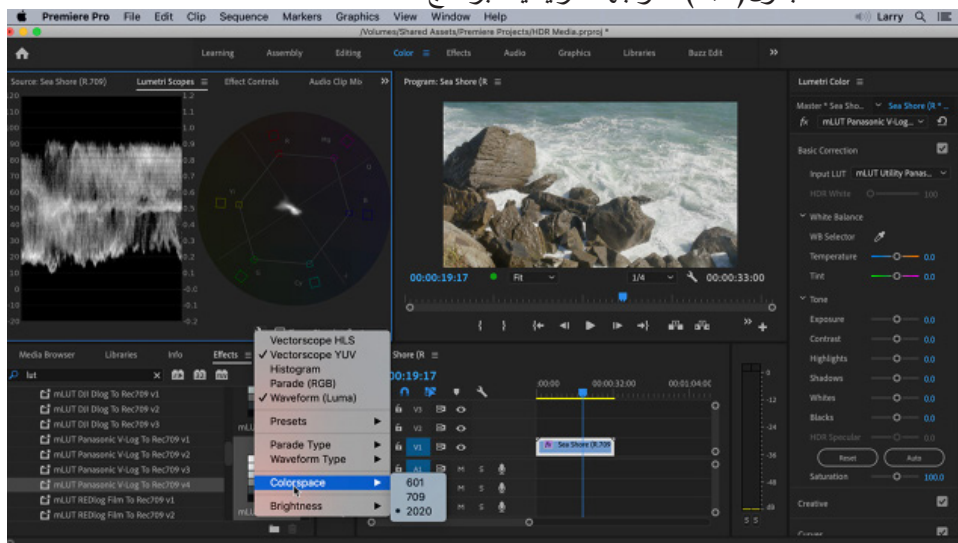 Premiere Pro File Edit Clip Sequence Markers Graphics View Window Help Larry
/Volumes/Shared Assets/Premiere Projects/HDR Media.prproj *
Learning Assembly Editing Color Effects Audio Graphics Libraries Buzz Edit
Source: Sea Shore (R.709) Lumetri Scopes Effect Controls Audio Clip Mix
Program: Sea Shore (R
Lumetri Color
Master * Sea Sho... Sea Shore (R * ...
fx mLUT Panasonic V-Log...
Basic Correction
Input LUT mLUT Utility Panas...
HDR White 100
White Balance
WB Selector
Temperature 0.0
Tint 0.0
Tone
Exposure 0.0
Contrast 0.0
Highlights 0.0
Shadows 0.0
Whites 0.0
Blacks 0.0
HDR Specular 0.0
Reset Auto
Saturation 100.0
Creative
Curves
00:00:19:17 Fit 1/4 00:00:33:00
Media Browser Libraries Info Effects
lut
mLUT DJI Dlog To Rec709 v1
mLUT DJI Dlog To Rec709 v2
mLUT DJI Dlog To Rec709 v3
mLUT Panasonic V-Log To Rec709 v1
mLUT Panasonic V-Log To Rec709 v2
mLUT Panasonic V-Log To Rec709 v3
mLUT Panasonic V-Log To Rec709 v4
mLUT REDlog Film To Rec709 v1
mLUT REDlog Film To Rec709 v2
Vectorscope HLS
✓ Vectorscope YUV
Histogram
Parade (RGB)
✓ Waveform (Luma)
Presets
Parade Type
Waveform Type
Colorspace
Brightness
601
709
• 2020
Shore (R
00:19:17
:00:00 00:00:32:00 00:01:04:00
V3
V2
V1 Sea Shore (R.709
A1 M S
M S
M S
0
-12
-24
-36
-48
S S